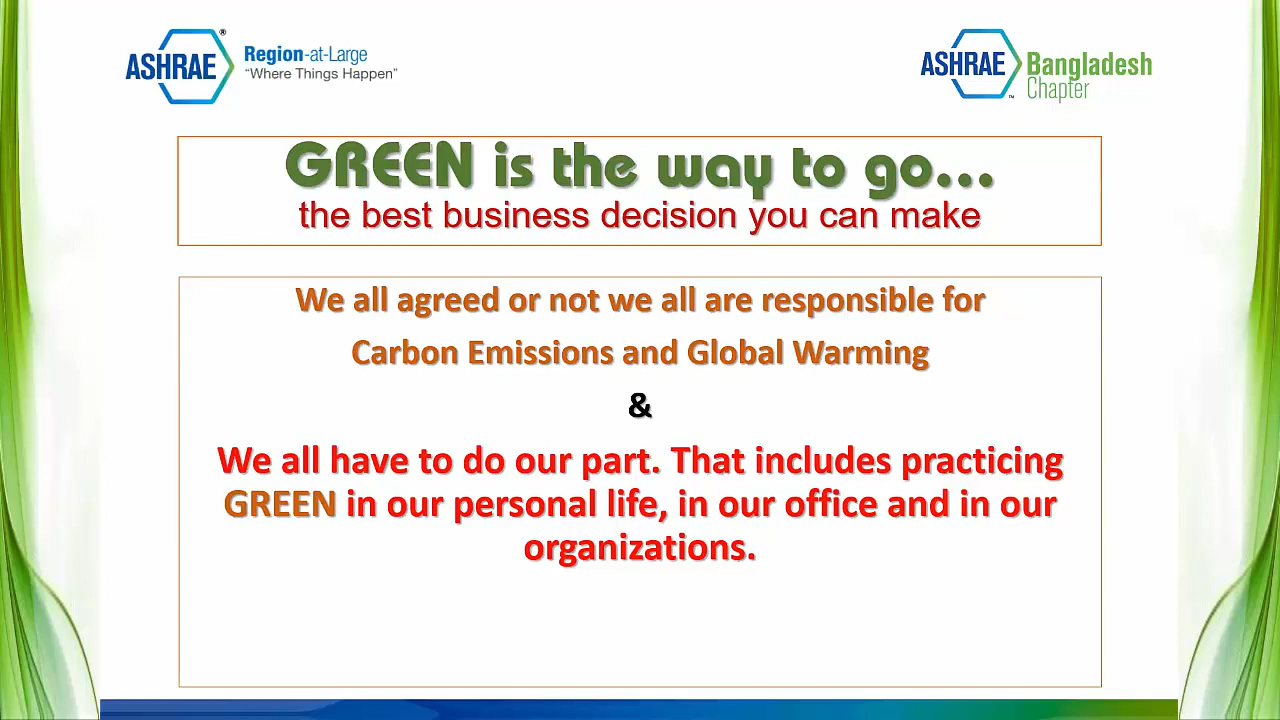 ASHRAE® Region-at-Large
"Where Things Happen"
ASHRAE™ Bangladesh
Chapter
GREEN is the way to go...
the best business decision you can make
We all agreed or not we all are responsible for
Carbon Emissions and Global Warming
&
We all have to do our part. That includes practicing
GREEN in our personal life, in our office and in our
organizations.